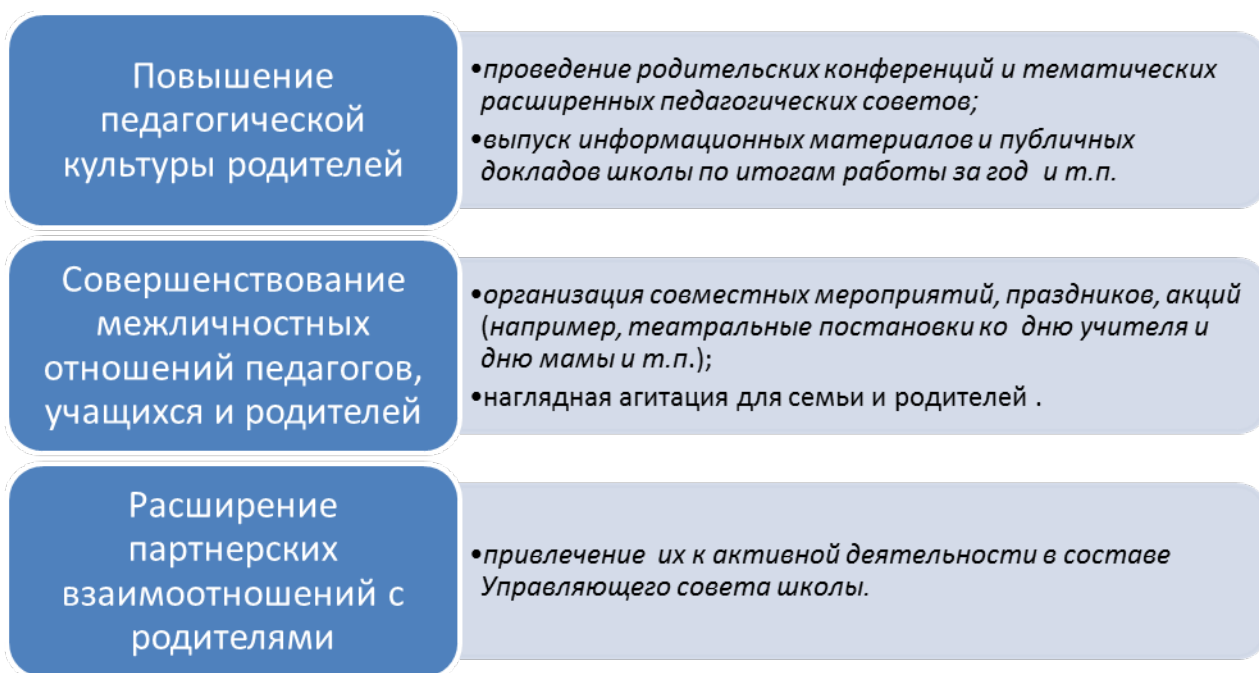 Повышение
педагогической
культуры родителей
•проведение родительских конференций и тематических
расширенных педагогических советов;
•выпуск информационных материалов и публичных
докладов школы по итогам работы за год и т.п.
Совершенствование
межличностных
отношений педагогов,
учащихся и родителей
•организация совместных мероприятий, праздников, акций
(например, театральные постановки ко дню учителя и
дню мамы и т.п.);
•наглядная агитация для семьи и родителей .
Расширение
партнерских
взаимоотношений с
родителями
•привлечение их к активной деятельности в составе
Управляющего совета школы.